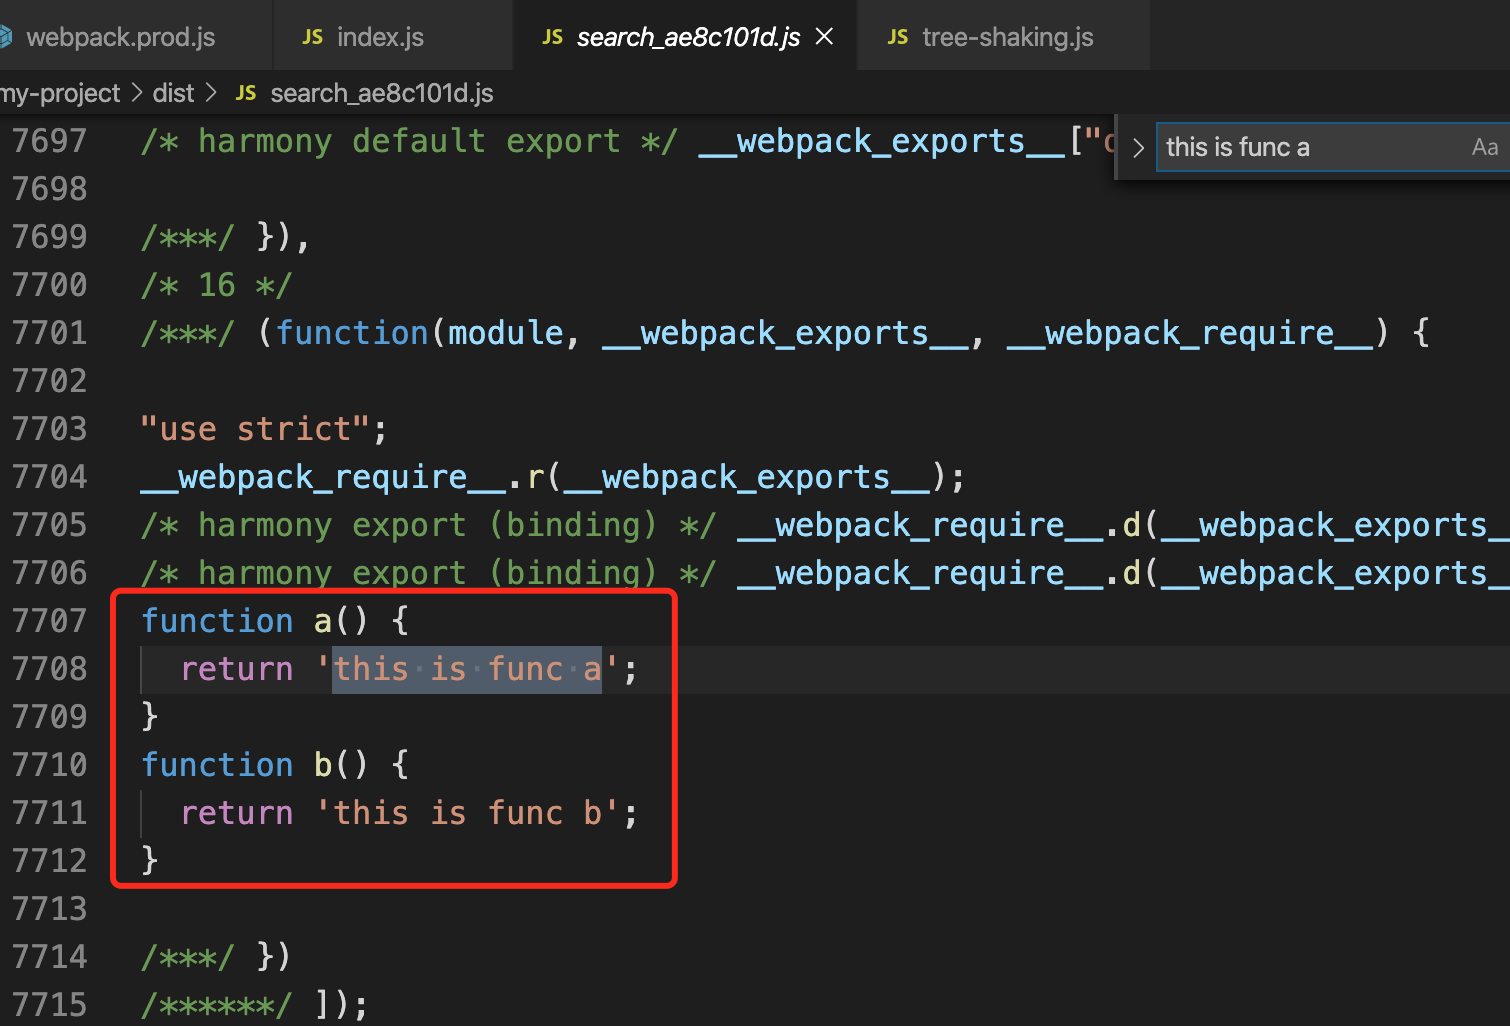 webpack.prod.js
JS index.js
JS search_ae8c101d.js
JS tree-shaking.js
my-project > dist > JS search_ae8c101d.js
this is func a
Aa
7697 /* harmony default export */ __webpack_exports__["
7698
7699 /***/ }),
7700 /* 16 */
7701 /***/ (function(module, __webpack_exports__, __webpack_require__) {
7702
7703 "use strict";
7704 __webpack_require__.r(__webpack_exports__);
7705 /* harmony export (binding) */ __webpack_require__.d(__webpack_exports_
7706 /* harmony export (binding) */ __webpack_require__.d(__webpack_exports_
7707 function a() {
7708 return 'this is func a';
7709 }
7710 function b() {
7711 return 'this is func b';
7712 }
7713
7714 /***/ })
7715 /******/ ]);